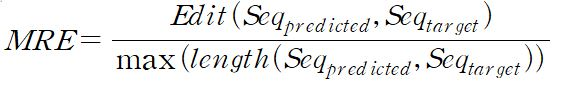 MRE = Edit(Seq_predicted, Seq_target) / max(length(Seq_predicted, Seq_target))